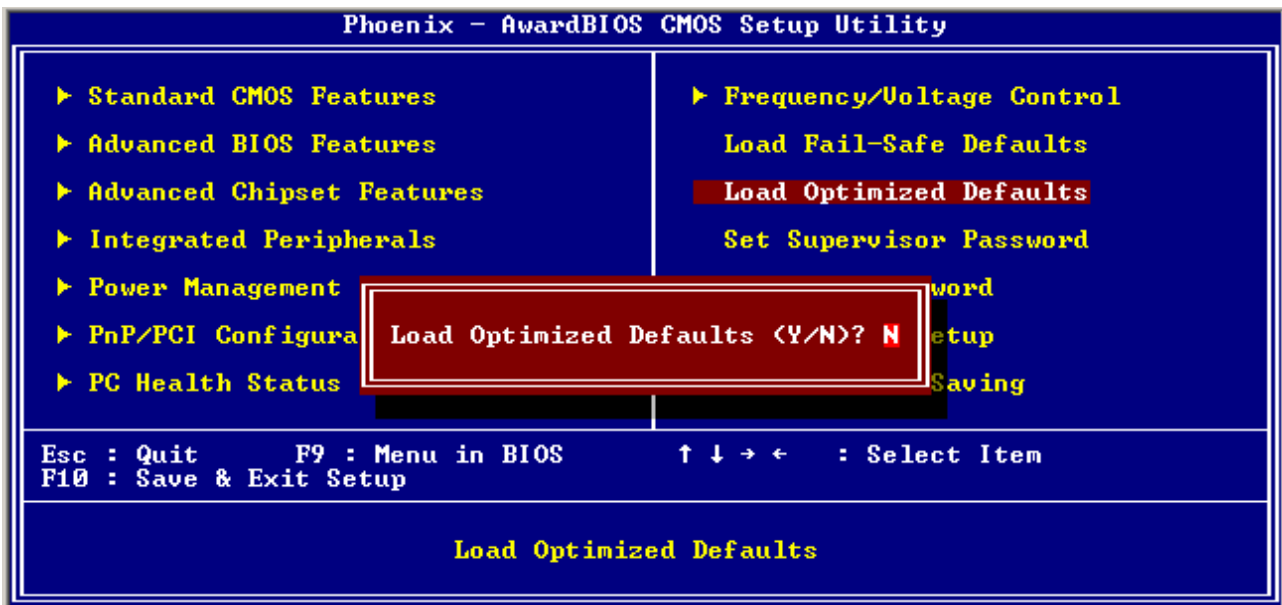 Phoenix - AwardBIOS CMOS Setup Utility
Standard CMOS Features
Advanced BIOS Features
Advanced Chipset Features
Integrated Peripherals
Power Management
PnP/PCI Configura
PC Health Status
Frequency/Voltage Control
Load Fail-Safe Defaults
Load Optimized Defaults
Set Supervisor Password
word
etup
Saving
Load Optimized Defaults (Y/N)? N
Esc : Quit F9 : Menu in BIOS ↑ ↓ → ← : Select Item
F10 : Save & Exit Setup
Load Optimized Defaults